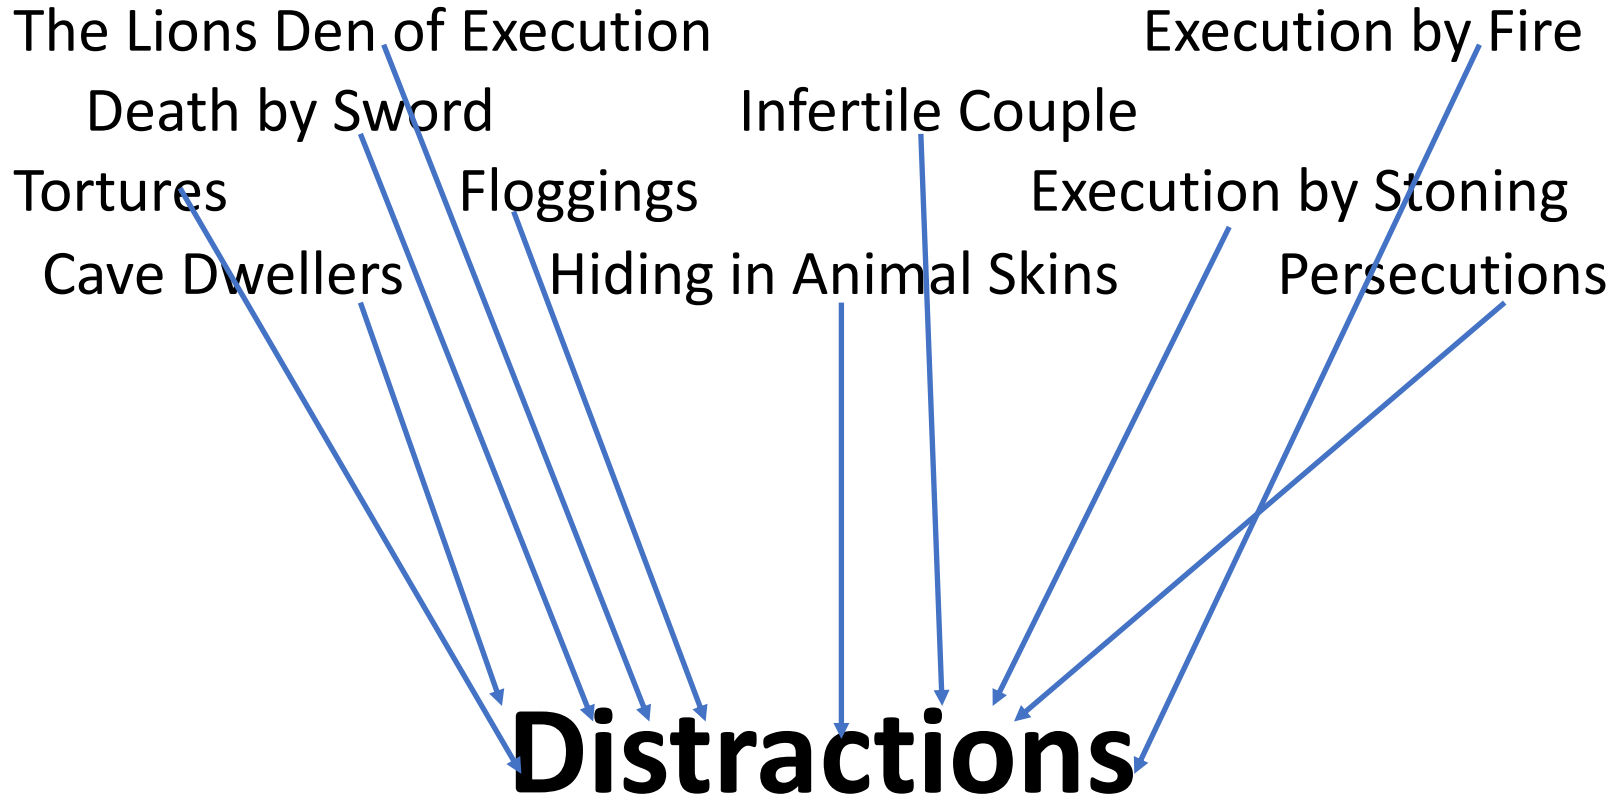 The Lions Den of Execution
Execution by Fire
Death by Sword
Infertile Couple
Tortures
Floggings
Execution by Stoning
Cave Dwellers
Hiding in Animal Skins
Persecutions
Distractions